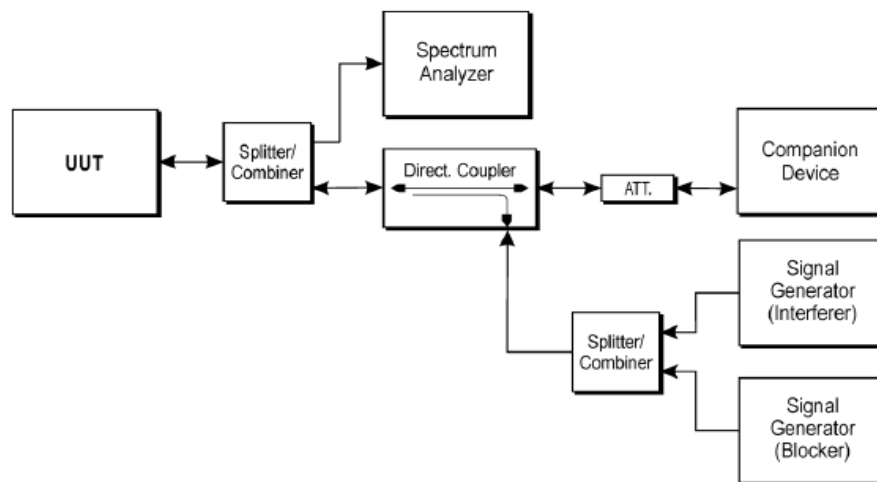 Spectrum
Analyzer
UUT
Splitter/
Combiner
Direct. Coupler
ATT.
Companion
Device
Signal
Generator
(Interferer)
Splitter/
Combiner
Signal
Generator
(Blocker)